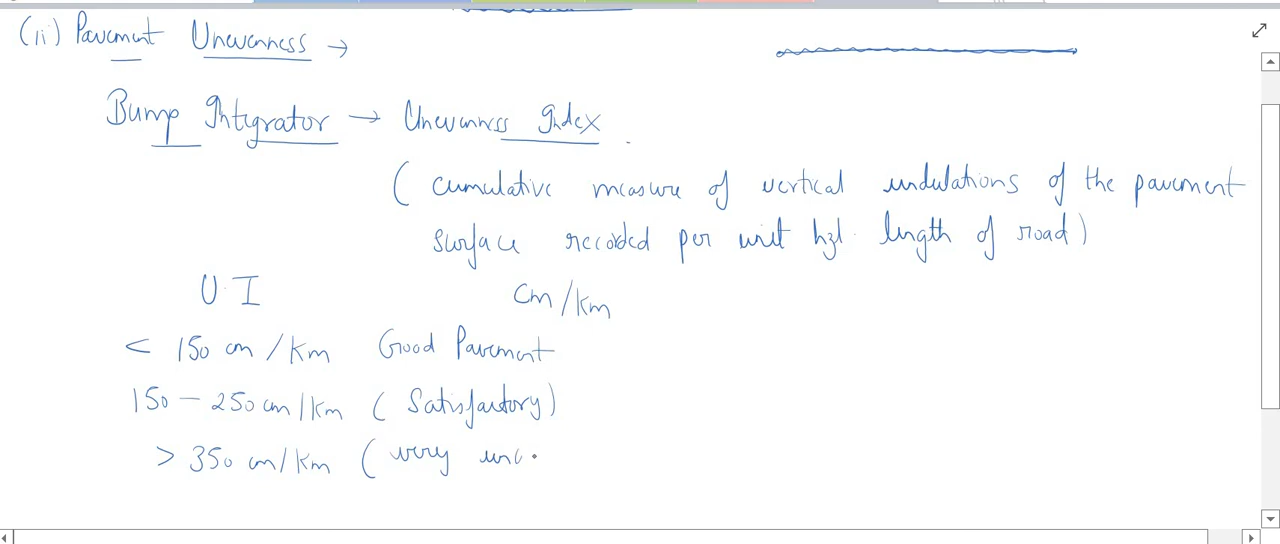 (ii) Pavement Unevenness →
Bump Integrator → Unevenness Index
( cumulative measure of vertical undulations of the pavement
surface recorded per unit hzl. length of road )
U.I cm/km
< 150 cm/km Good Pavement
150 – 250 cm/km ( Satisfactory )
> 350 cm/km ( very unc